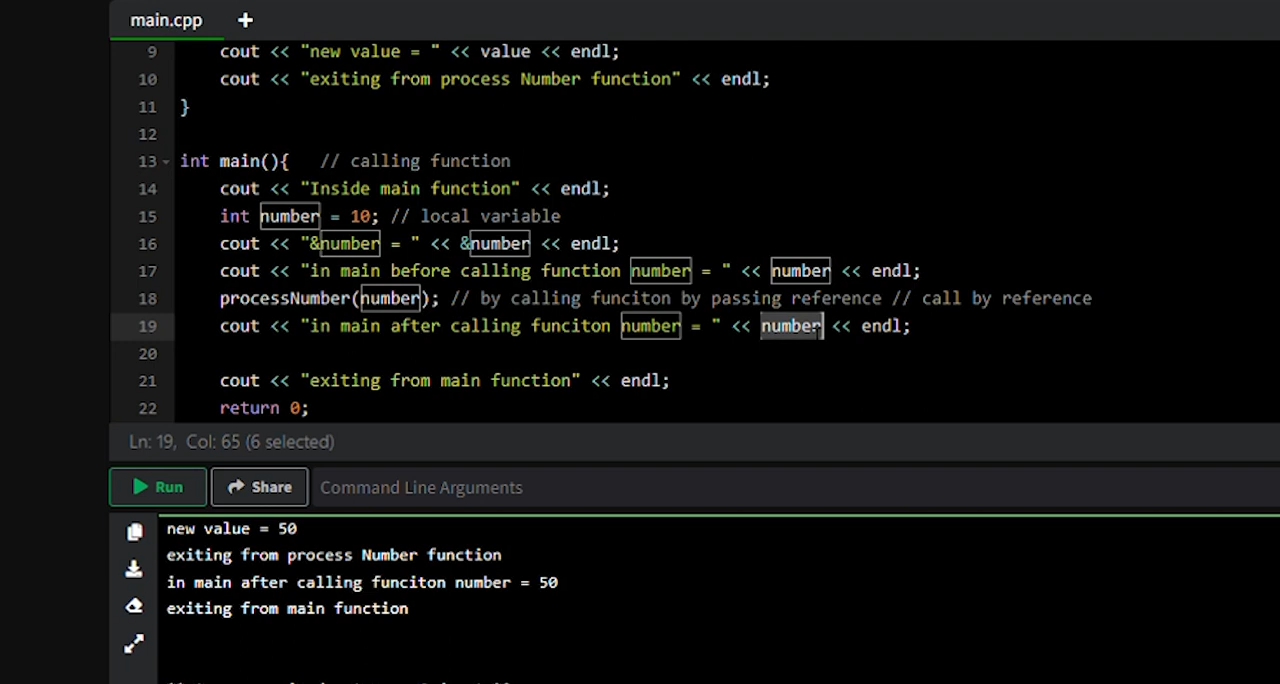 main.cpp +
9 cout << "new value = " << value << endl;
10 cout << "exiting from process Number function" << endl;
11 }
12
13 int main(){ // calling function
14 cout << "Inside main function" << endl;
15 int number = 10; // local variable
16 cout << "&number = " << &number << endl;
17 cout << "in main before calling function number = " << number << endl;
18 processNumber(number); // by calling funciton by passing reference // call by reference
19 cout << "in main after calling funciton number = " << number << endl;
20
21 cout << "exiting from main function" << endl;
22 return 0;
Ln: 19, Col: 65 (6 selected)
Run Share Command Line Arguments
new value = 50
exiting from process Number function
in main after calling funciton number = 50
exiting from main function